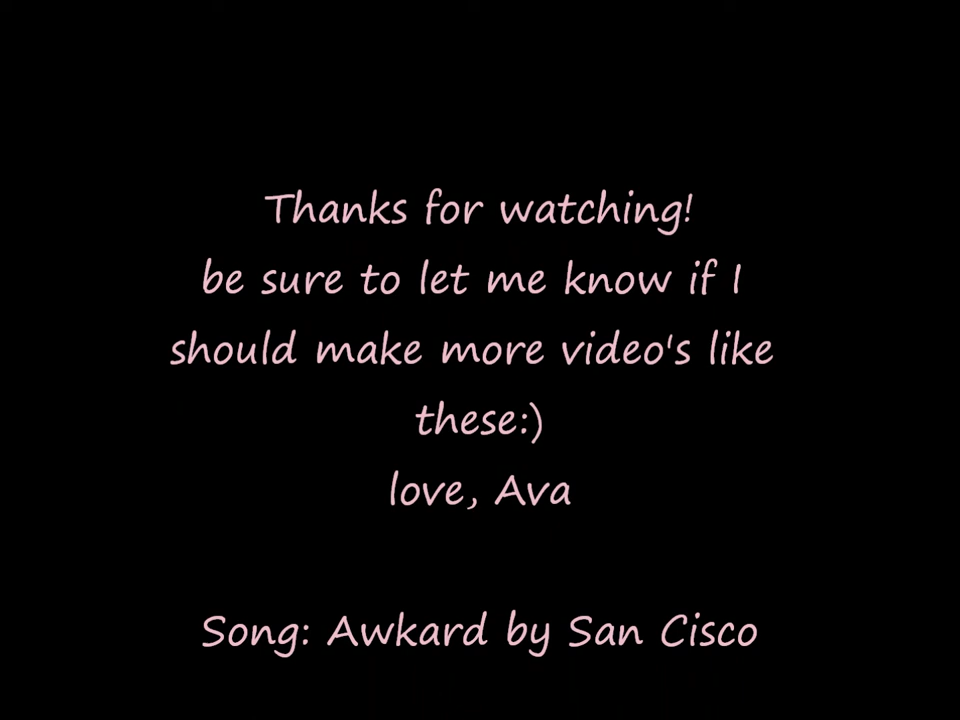 Thanks for watching!
be sure to let me know if I
should make more video's like
these:)
love, Ava
Song: Awkard by San Cisco